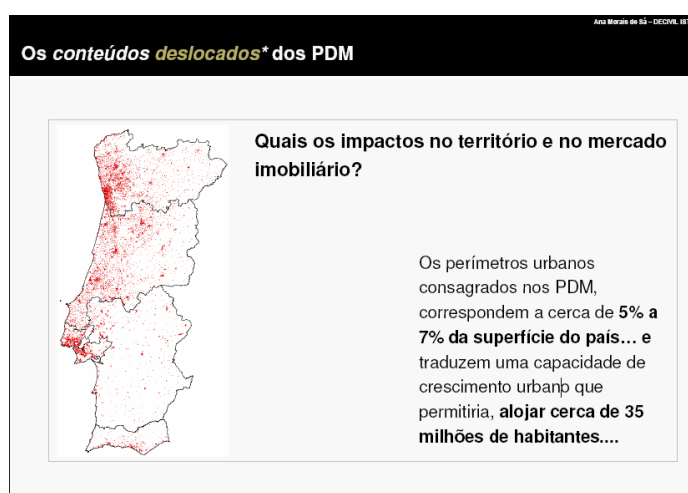 Ana Morais de Sá – DECIVIL IST
Os conteúdos deslocados* dos PDM
Quais os impactos no território e no mercado
imobiliário?
Os perímetros urbanos
consagrados nos PDM,
correspondem a cerca de 5% a
7% da superfície do país... e
traduzem uma capacidade de
crescimento urbano que
permitiria, alojar cerca de 35
milhões de habitantes....